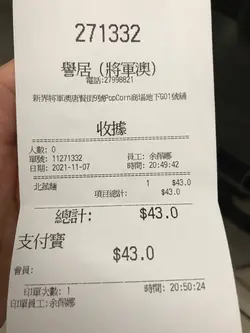 271332
譽居 (將軍澳)
電話:27998821
新界將軍澳唐賢街9號PopCorn商場地下G01號舖
收據
人數: 0
單號: 11271332 員工: 余保娜
日期: 2021-11-07 時間: 20:49:42
北菰麵 1 $43.0
項目總計: $43.0
總計: $43.0
支付寶
$43.0
會員:
印單次數: 1 時間: 20:50:24
印單員工:余保娜